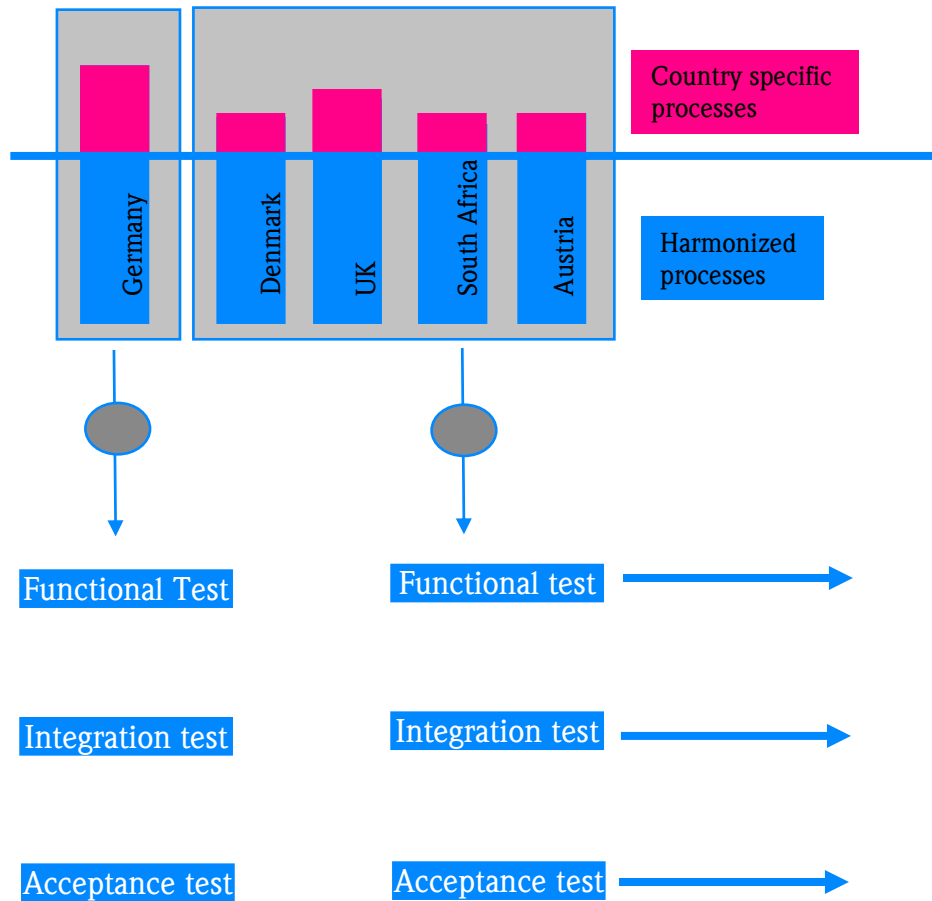 Country specific
processes
Germany
Denmark
UK
South Africa
Austria
Harmonized
processes
Functional Test
Functional test
Integration test
Integration test
Acceptance test
Acceptance test